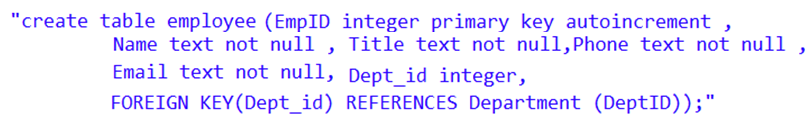 "create table employee (EmpID integer primary key autoincrement ,
Name text not null , Title text not null,Phone text not null ,
Email text not null, Dept_id integer,
FOREIGN KEY(Dept_id) REFERENCES Department (DeptID));"